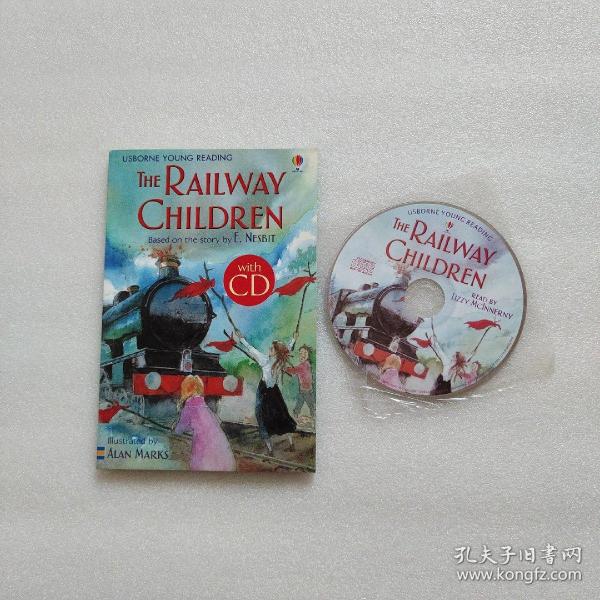 USBORNE YOUNG READING
THE RAILWAY
CHILDREN
Based on the story by E. NESBIT
with
CD
Illustrated by
ALAN MARKS
USBORNE YOUNG READING
THE RAILWAY
CHILDREN
READ BY
LIZZY MCINNERNY
孔夫子旧书网
www.kongfz.com